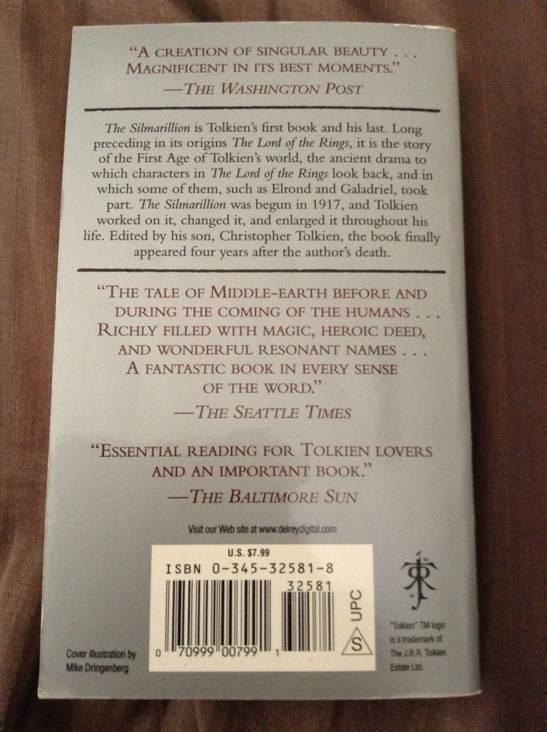 “A CREATION OF SINGULAR BEAUTY . . .
MAGNIFICENT IN ITS BEST MOMENTS.”
—THE WASHINGTON POST
The Silmarillion is Tolkien’s first book and his last. Long
preceding in its origins The Lord of the Rings, it is the story
of the First Age of Tolkien’s world, the ancient drama to
which characters in The Lord of the Rings look back, and in
which some of them, such as Elrond and Galadriel, took
part. The Silmarillion was begun in 1917, and Tolkien
worked on it, changed it, and enlarged it throughout his
life. Edited by his son, Christopher Tolkien, the book finally
appeared four years after the author’s death.
“THE TALE OF MIDDLE-EARTH BEFORE AND
DURING THE COMING OF THE HUMANS . . .
RICHLY FILLED WITH MAGIC, HEROIC DEED,
AND WONDERFUL RESONANT NAMES . . .
A FANTASTIC BOOK IN EVERY SENSE
OF THE WORD.”
—THE SEATTLE TIMES
“ESSENTIAL READING FOR TOLKIEN LOVERS
AND AN IMPORTANT BOOK.”
—THE BALTIMORE SUN
Visit our Web site at www.delreydigital.com
U.S. $7.99
ISBN 0-345-32581-8
32581
0 70999 00799 1
UPC
S
Cover illustration by
Mike Dringenberg
"Tolkien" TM logo
is a trademark of
The J.R.R. Tolkien
Estate Ltd.